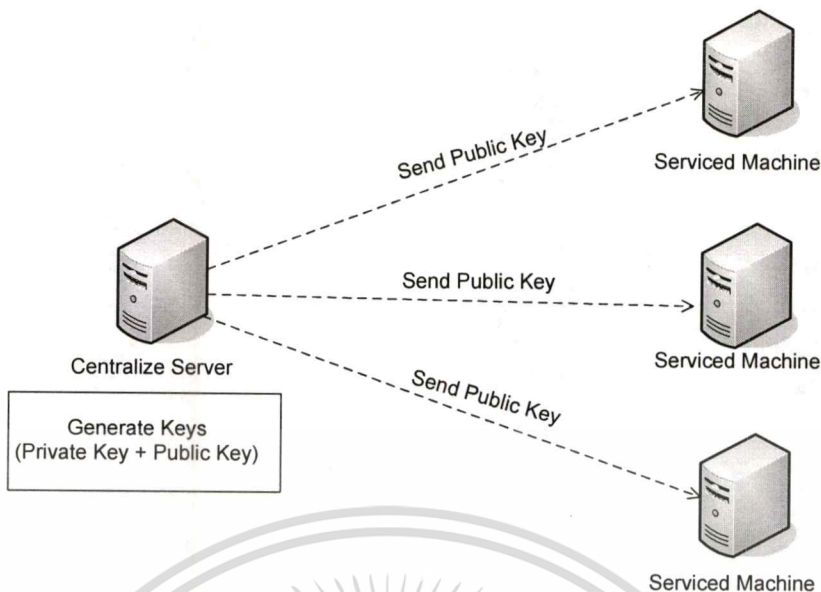 Send Public Key
Serviced Machine
Send Public Key
Centralize Server
Serviced Machine
Send Public Key
Generate Keys
(Private Key + Public Key)
Serviced Machine